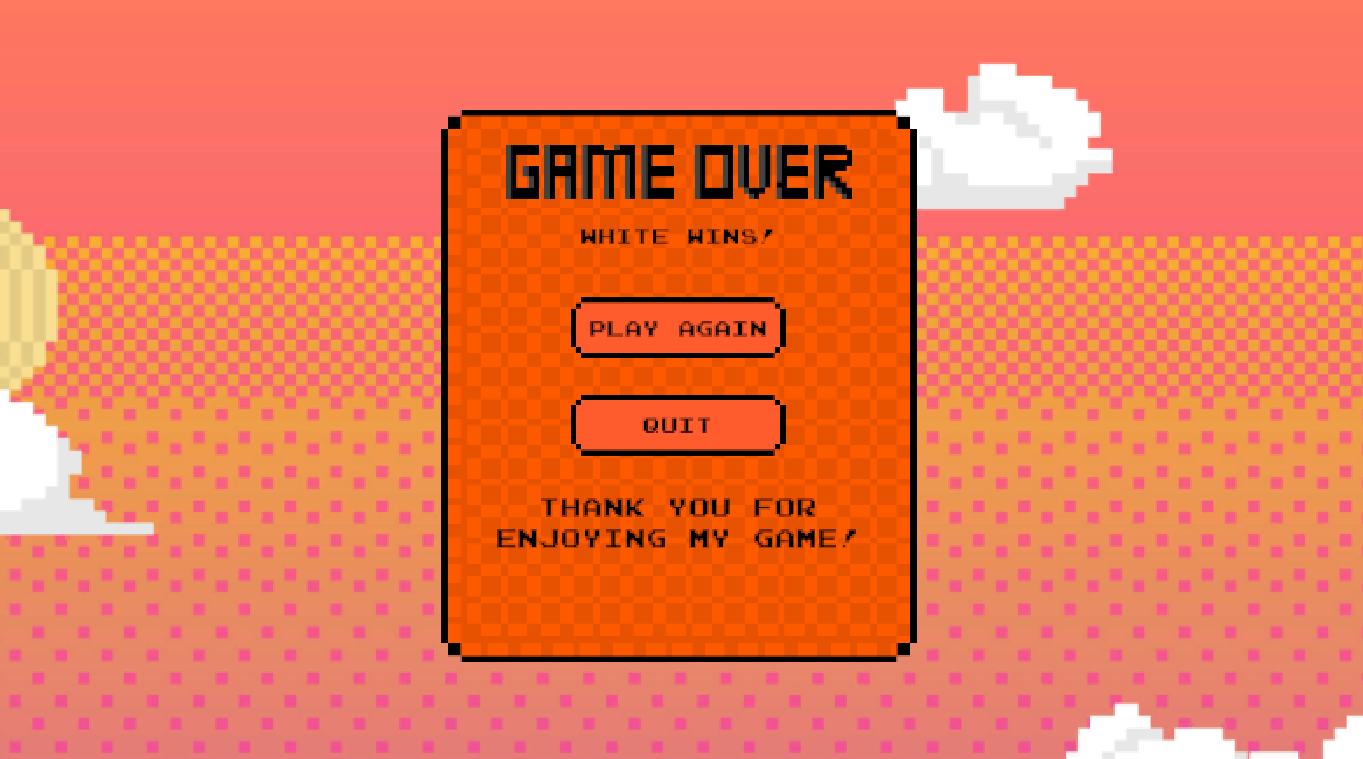 GAME OVER
WHITE WINS!
PLAY AGAIN
QUIT
THANK YOU FOR
ENJOYING MY GAME!